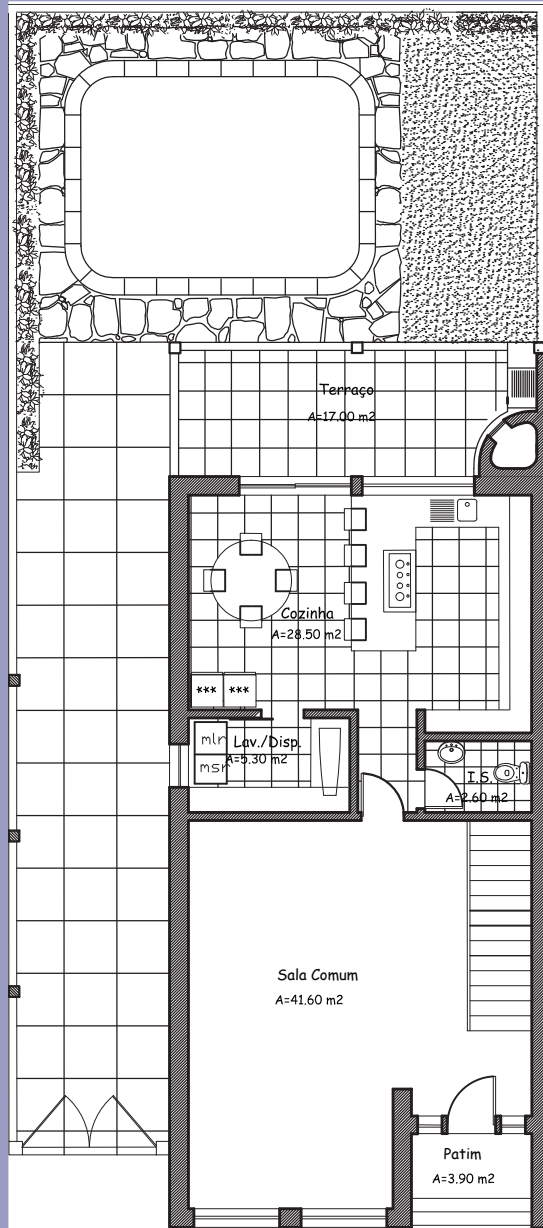 Terraço
A=17.00 m2
Cozinha
A=28.50 m2
*** ***
mlr Lav./Disp.
A=5.30 m2
msr
I.S.
A=2.60 m2
Sala Comum
A=41.60 m2
Patim
A=3.90 m2